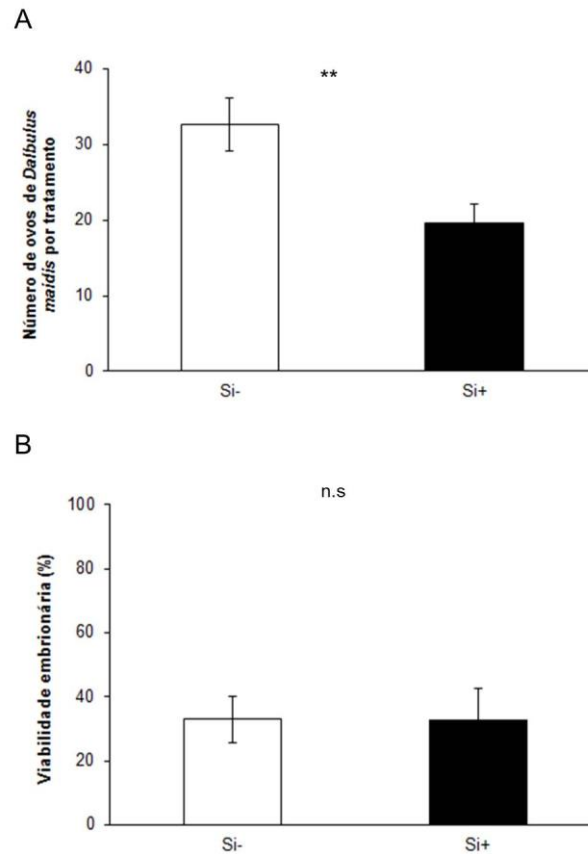 A
Número de ovos de Dalbulus
maidis por tratamento
40
30
20
10
0
**
Si-
Si+
B
Viabilidade embrionária (%)
100
80
60
40
20
0
n.s
Si-
Si+